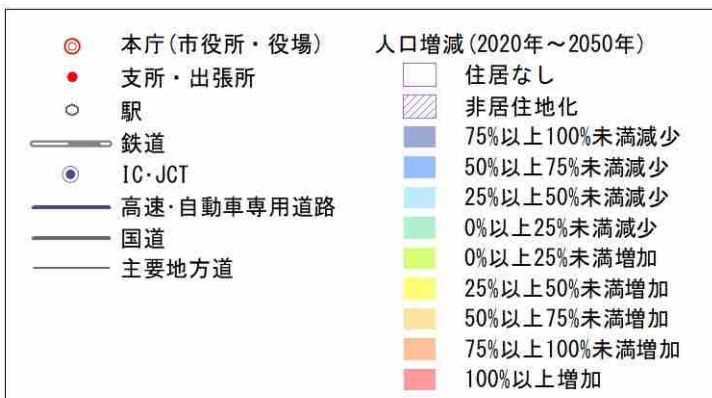 本庁(市役所・役場)
支所・出張所
駅
鉄道
IC・JCT
高速・自動車専用道路
国道
主要地方道
人口増減(2020年～2050年)
住居なし
非居住地化
75%以上100%未満減少
50%以上75%未満減少
25%以上50%未満減少
0%以上25%未満減少
0%以上25%未満増加
25%以上50%未満増加
50%以上75%未満増加
75%以上100%未満増加
100%以上増加